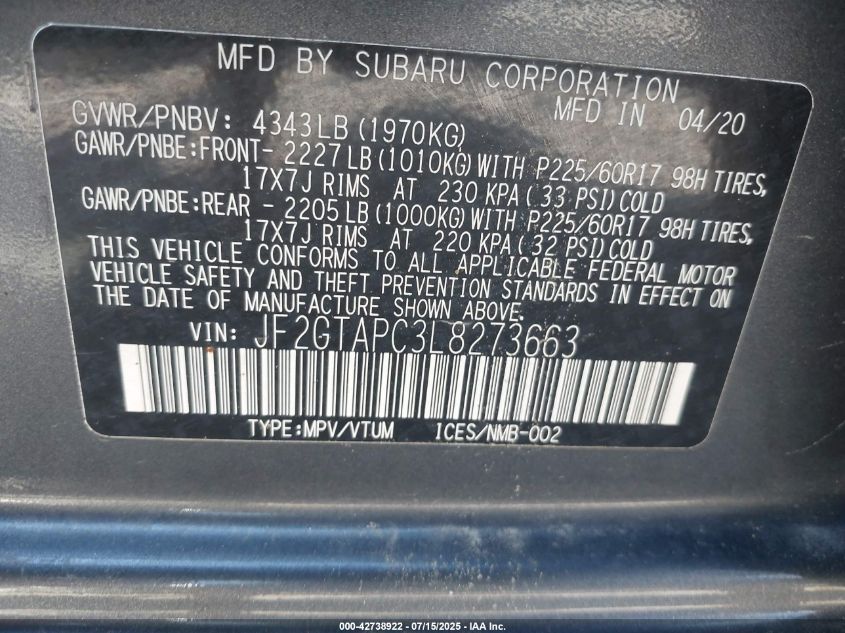 MFD BY SUBARU CORPORATION
MFD IN 04/20
GVWR/PNBV: 4343LB (1970KG)
GAWR/PNBE:FRONT- 2227LB (1010KG) WITH P225/60R17 98H TIRES,
17X7J RIMS AT 230 KPA ( 33 PSI) COLD
GAWR/PNBE:REAR - 2205LB (1000KG) WITH P225/60R17 98H TIRES,
17X7J RIMS AT 220 KPA ( 32 PSI) COLD
THIS VEHICLE CONFORMS TO ALL APPLICABLE FEDERAL MOTOR
VEHICLE SAFETY AND THEFT PREVENTION STANDARDS IN EFFECT ON
THE DATE OF MANUFACTURE SHOWN ABOVE.
VIN: JF2GTAPC3L8273663
TYPE:MPV/VTUM ICES/NMB-002
000-42738922 - 07/15/2025 - IAA Inc.